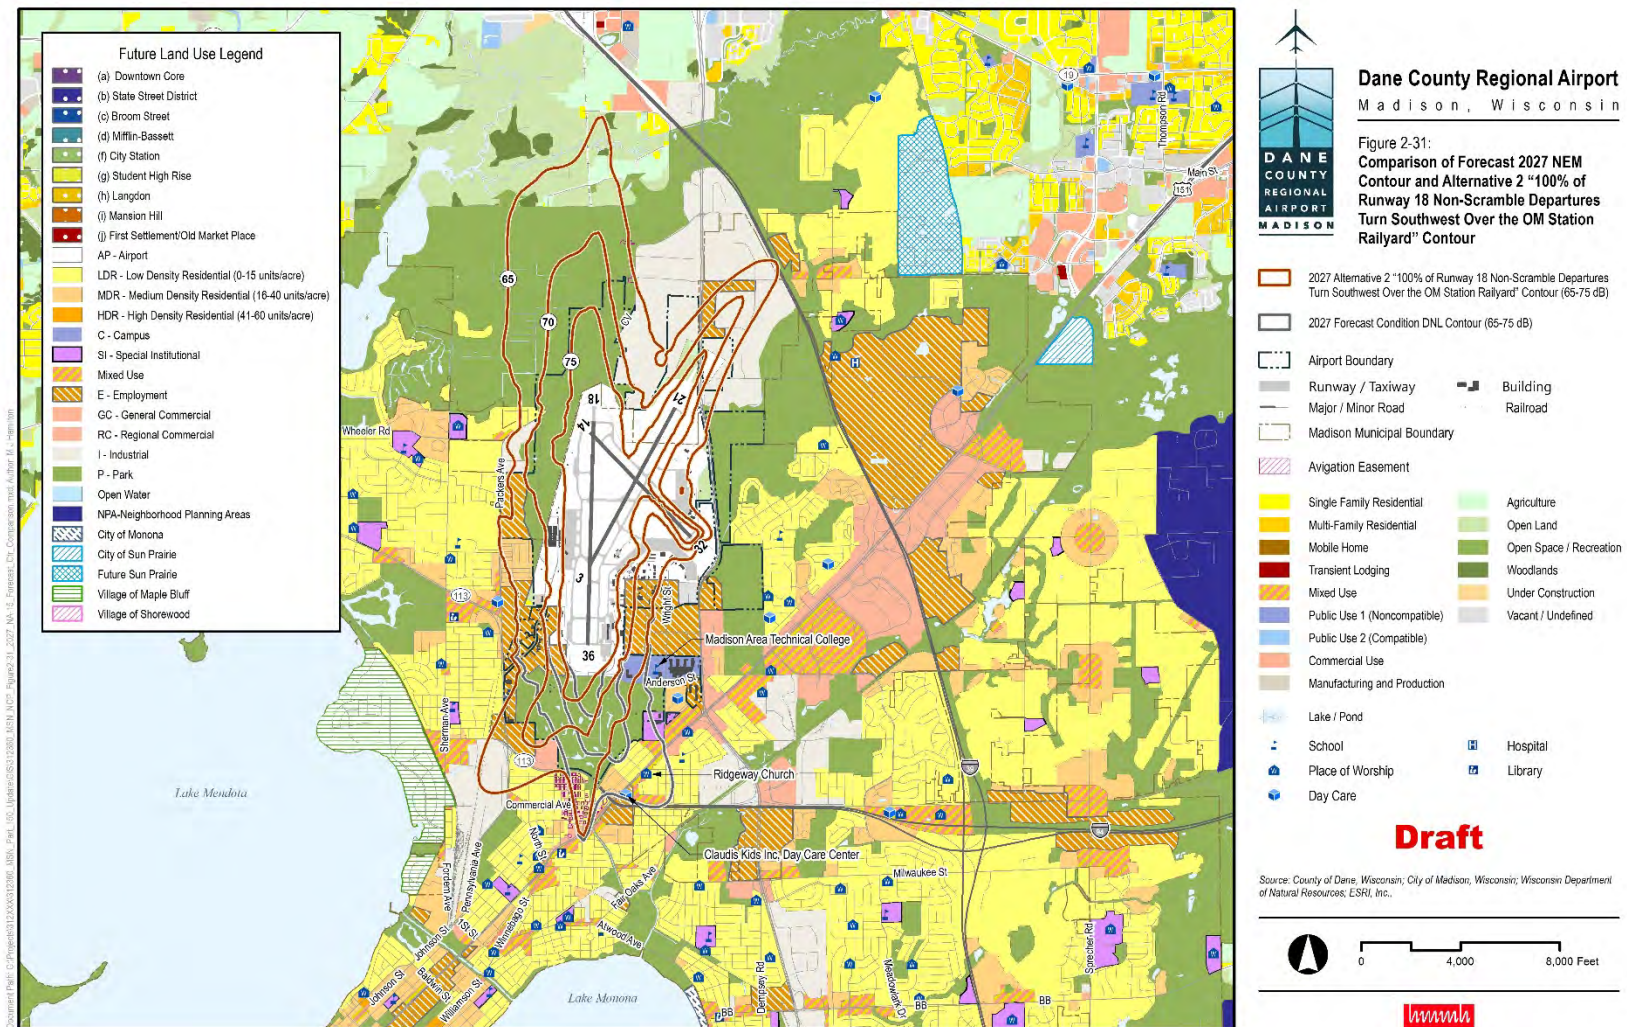 Future Land Use Legend
(a) Downtown Core
(b) State Street District
(c) Broom Street
(d) Mifflin-Bassett
(f) City Station
(g) Student High Rise
(h) Langdon
(i) Mansion Hill
(j) First Settlement/Old Market Place
AP - Airport
LDR - Low Density Residential (0-15 units/acre)
MDR - Medium Density Residential (16-40 units/acre)
HDR - High Density Residential (41-60 units/acre)
C - Campus
SI - Special Institutional
Mixed Use
E - Employment
GC - General Commercial
RC - Regional Commercial
I - Industrial
P - Park
Open Water
NPA-Neighborhood Planning Areas
City of Monona
City of Sun Prairie
Future Sun Prairie
Village of Maple Bluff
Village of Shorewood
19
Thompson Rd
Main St
151
65
70
75
CV
18
21
14
32
3
36
Wheeler Rd
Packers Ave
113
Wright St
Madison Area Technical College
Anderson St
Sherman Ave
113
Ridgeway Church
Commercial Ave
Lake Mendota
North St
Claudis Kids Inc, Day Care Center
94
Milwaukee St
Fordem Ave
Pennsylvania Ave
Fair Oaks Ave
Winnebago St
1St St
Johnson St
Atwood Ave
Baldwin St
Johnson St
Williamson St
Lake Monona
Dempsey Rd
Meadowlark Dr
Sprecher Rd
BB
BB
BB
DANE
COUNTY
REGIONAL
AIRPORT
MADISON
Dane County Regional Airport
Madison, Wisconsin
Figure 2-31:
Comparison of Forecast 2027 NEM
Contour and Alternative 2 “100% of
Runway 18 Non-Scramble Departures
Turn Southwest Over the OM Station
Railyard” Contour
2027 Alternative 2 “100% of Runway 18 Non-Scramble Departures
Turn Southwest Over the OM Station Railyard” Contour (65-75 dB)
2027 Forecast Condition DNL Contour (65-75 dB)
Airport Boundary
Runway / Taxiway
Building
Major / Minor Road
Railroad
Madison Municipal Boundary
Avigation Easement
Single Family Residential
Agriculture
Multi-Family Residential
Open Land
Mobile Home
Open Space / Recreation
Transient Lodging
Woodlands
Mixed Use
Under Construction
Public Use 1 (Noncompatible)
Vacant / Undefined
Public Use 2 (Compatible)
Commercial Use
Manufacturing and Production
Lake / Pond
School
Hospital
Place of Worship
Library
Day Care
Draft
Source: County of Dane, Wisconsin; City of Madison, Wisconsin; Wisconsin Department
of Natural Resources; ESRI, Inc..
0 4,000 8,000 Feet
hmmh